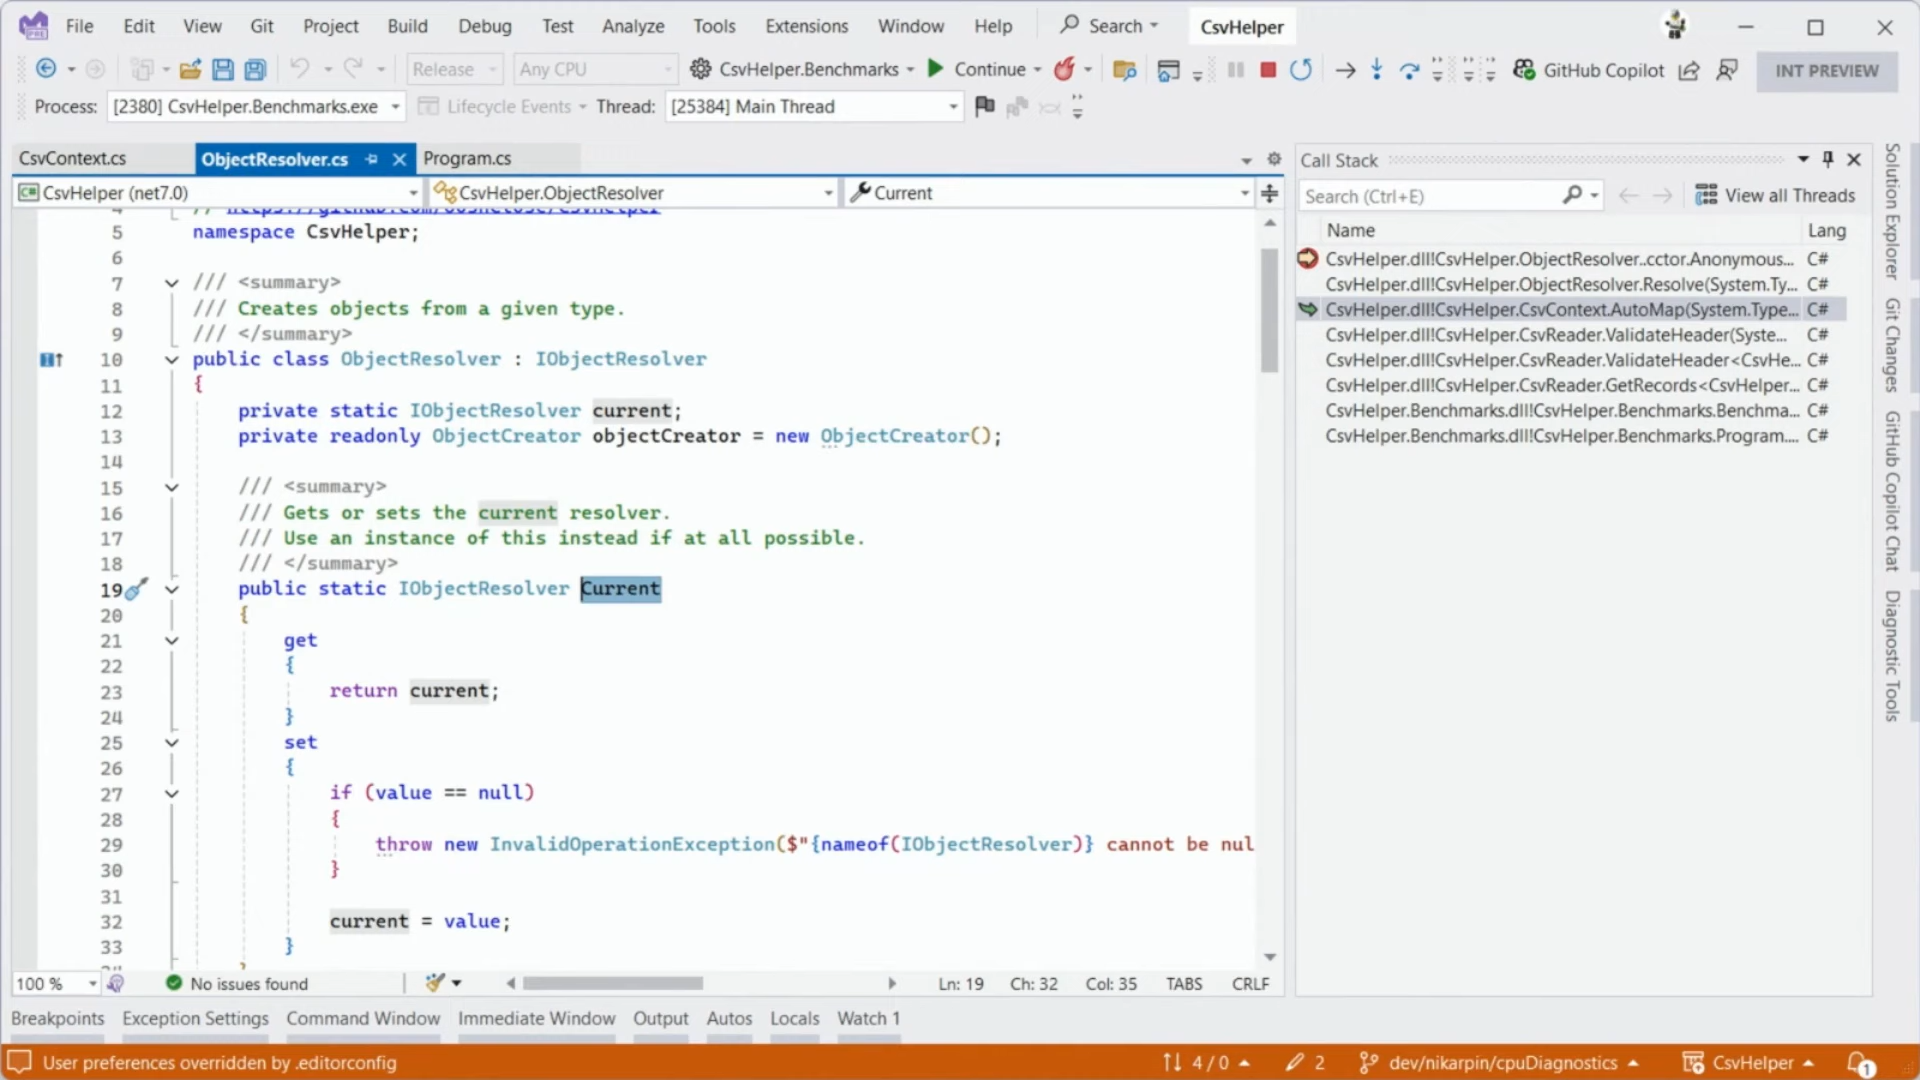 File Edit View Git Project Build Debug Test Analyze Tools Extensions Window Help Search CsvHelper
Release Any CPU CsvHelper.Benchmarks Continue GitHub Copilot INT PREVIEW
Process: [2380] CsvHelper.Benchmarks.exe Lifecycle Events Thread: [25384] Main Thread
CsvContext.cs ObjectResolver.cs Program.cs
CsvHelper (net7.0) CsvHelper.ObjectResolver Current
5 namespace CsvHelper;
6
7 /// <summary>
8 /// Creates objects from a given type.
9 /// </summary>
10 public class ObjectResolver : IObjectResolver
11 {
12 private static IObjectResolver current;
13 private readonly ObjectCreator objectCreator = new ObjectCreator();
14
15 /// <summary>
16 /// Gets or sets the current resolver.
17 /// Use an instance of this instead if at all possible.
18 /// </summary>
19 public static IObjectResolver Current
20 {
21 get
22 {
23 return current;
24 }
25 set
26 {
27 if (value == null)
28 {
29 throw new InvalidOperationException($"{nameof(IObjectResolver)} cannot be nul
30 }
31
32 current = value;
33 }
100 % No issues found Ln: 19 Ch: 32 Col: 35 TABS CRLF
Call Stack
Search (Ctrl+E) View all Threads
Name Lang
CsvHelper.dll!CsvHelper.ObjectResolver..cctor.Anonymous... C#
CsvHelper.dll!CsvHelper.ObjectResolver.Resolve(System.Ty... C#
CsvHelper.dll!CsvHelper.CsvContext.AutoMap(System.Type... C#
CsvHelper.dll!CsvHelper.CsvReader.ValidateHeader(Syste... C#
CsvHelper.dll!CsvHelper.CsvReader.ValidateHeader<CsvHe... C#
CsvHelper.dll!CsvHelper.CsvReader.GetRecords<CsvHelper... C#
CsvHelper.Benchmarks.dll!CsvHelper.Benchmarks.Benchma... C#
CsvHelper.Benchmarks.dll!CsvHelper.Benchmarks.Program.... C#
Solution Explorer
Git Changes
GitHub Copilot Chat
Diagnostic Tools
Breakpoints Exception Settings Command Window Immediate Window Output Autos Locals Watch 1
User preferences overridden by .editorconfig 4 / 0 2 dev/nikarpin/cpuDiagnostics CsvHelper 1